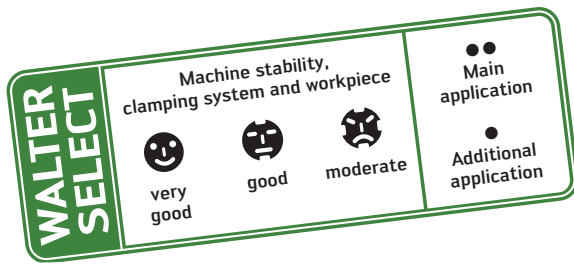 WALTER
SELECT
Machine stability,
clamping system and workpiece
very
good
good
moderate
Main
application
Additional
application